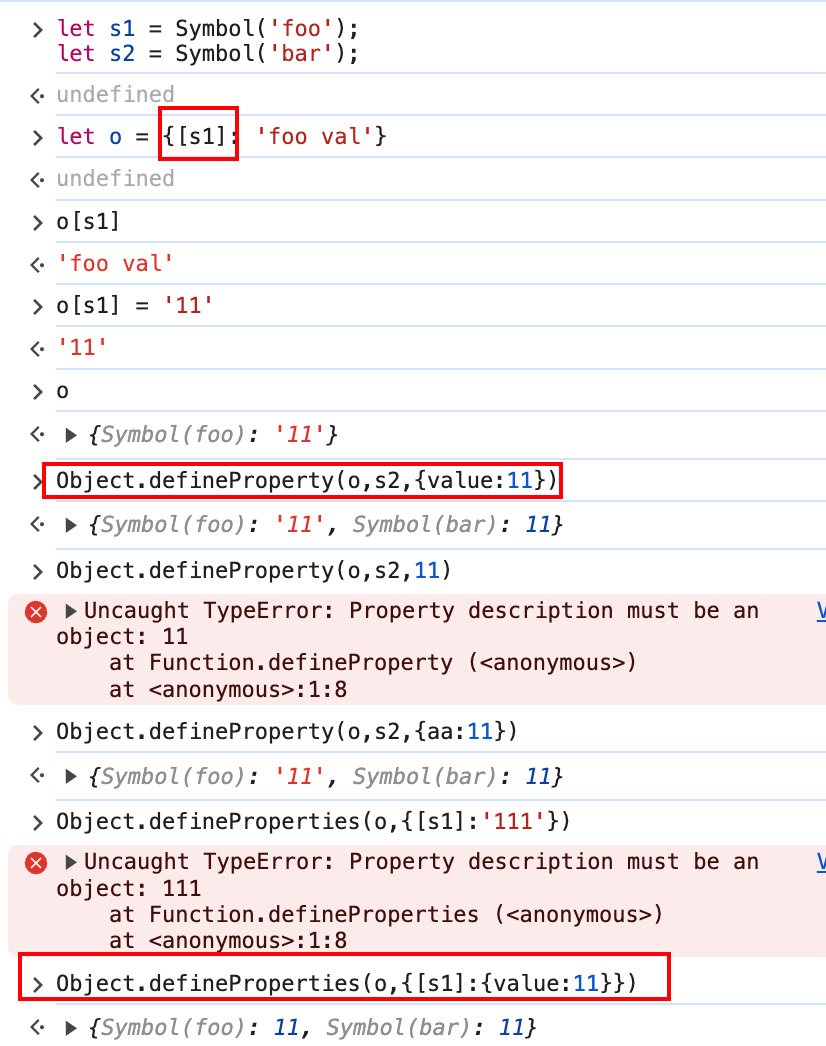 > let s1 = Symbol('foo');
let s2 = Symbol('bar');
undefined
> let o = {[s1]: 'foo val'}
undefined
> o[s1]
'foo val'
> o[s1] = '11'
'11'
> o
{Symbol(foo): '11'}
> Object.defineProperty(o,s2,{value:11})
{Symbol(foo): '11', Symbol(bar): 11}
> Object.defineProperty(o,s2,11)
Uncaught TypeError: Property description must be an
object: 11
at Function.defineProperty (<anonymous>)
at <anonymous>:1:8
> Object.defineProperty(o,s2,{aa:11})
{Symbol(foo): '11', Symbol(bar): 11}
> Object.defineProperties(o,{[s1]:'111'})
Uncaught TypeError: Property description must be an
object: 111
at Function.defineProperties (<anonymous>)
at <anonymous>:1:8
> Object.defineProperties(o,{[s1]:{value:11}})
{Symbol(foo): 11, Symbol(bar): 11}